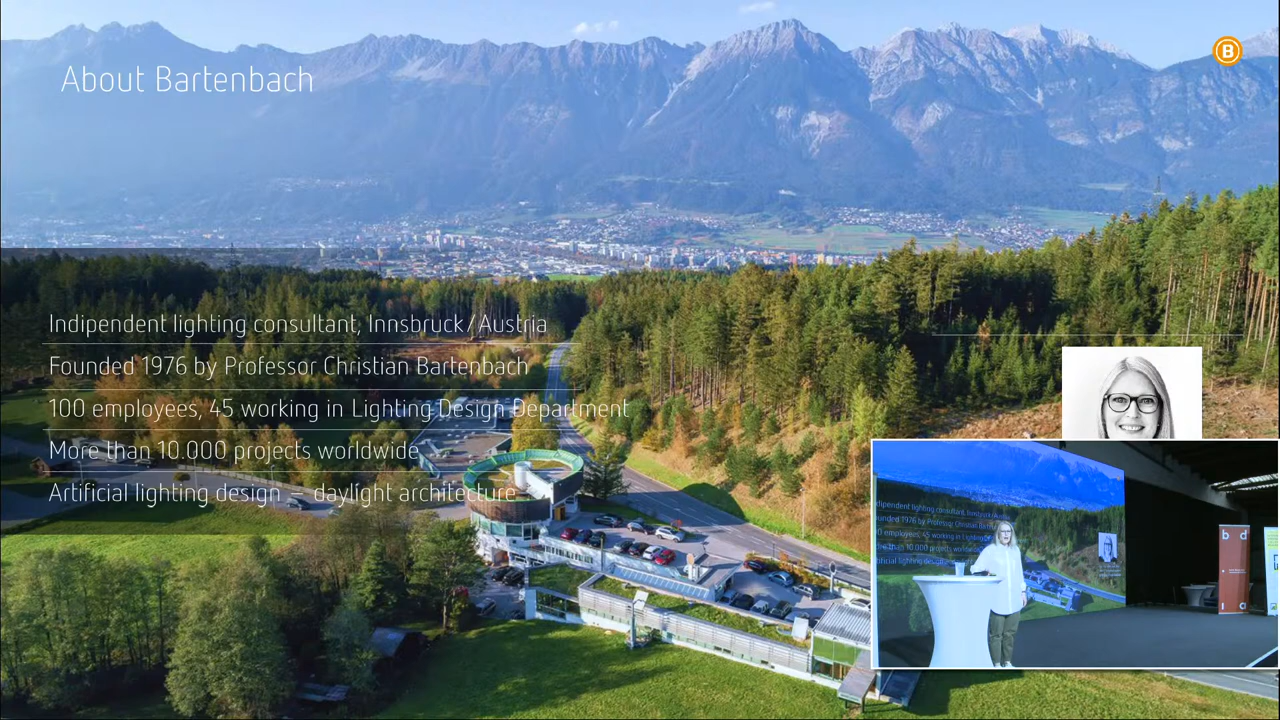 About Bartenbach
B
Indipendent lighting consultant, Innsbruck / Austria
Founded 1976 by Professor Christian Bartenbach
100 employees, 45 working in Lighting Design Department
More than 10.000 projects worldwide
Artificial lighting design – daylight architecture
b d
l a